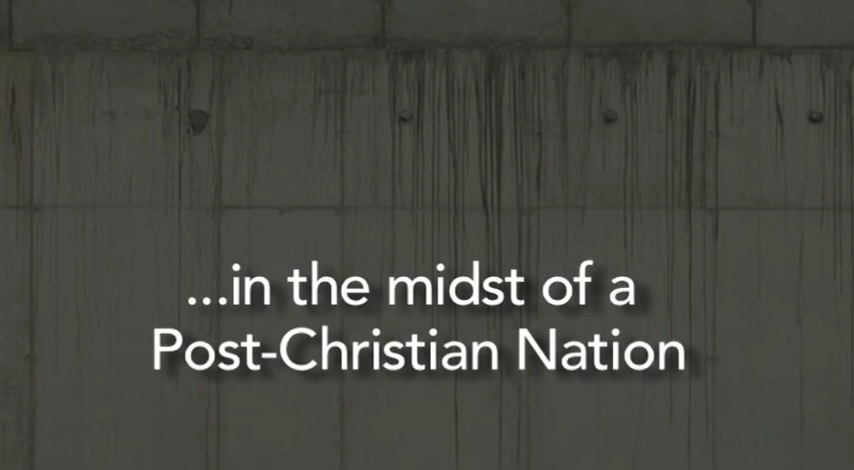 ...in the midst of a
Post-Christian Nation